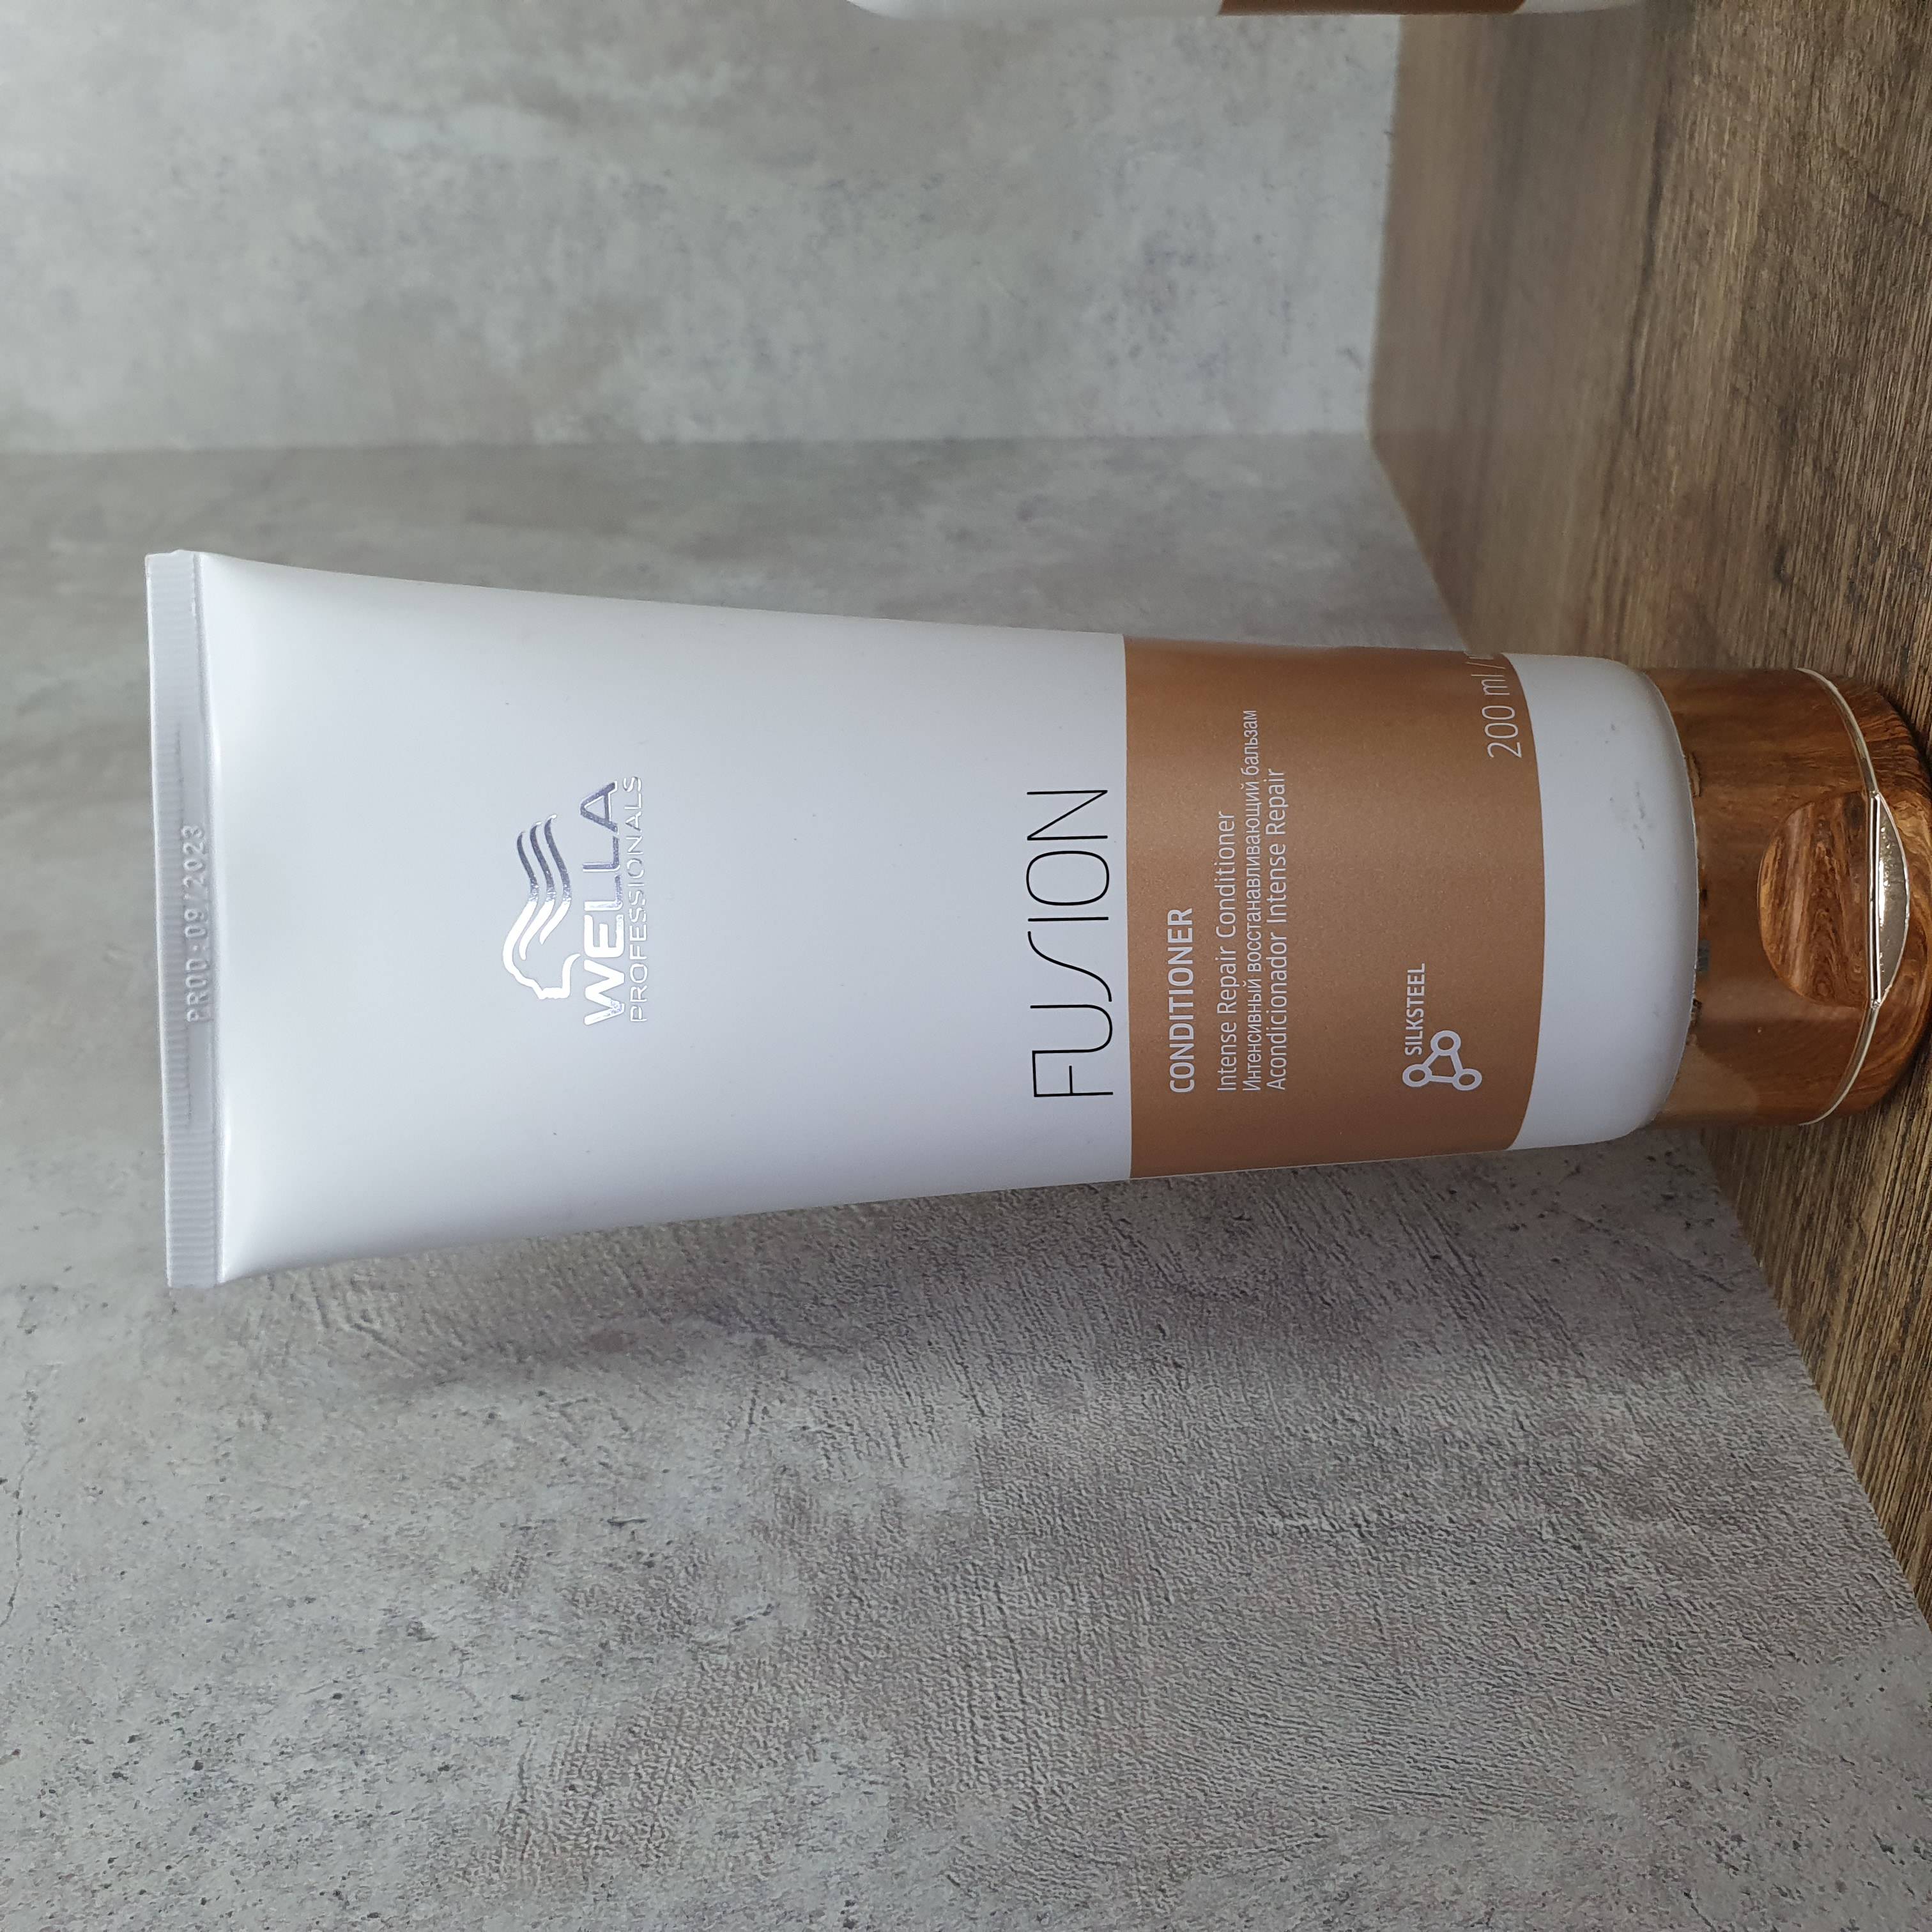 PROD:09/2023
WELLA
PROFESSIONALS
FUSION
CONDITIONER
Intense Repair Conditioner
Интенсивный восстанавливающий бальзам
Acondicionador Intense Repair
SILKSTEEL
200 ml /